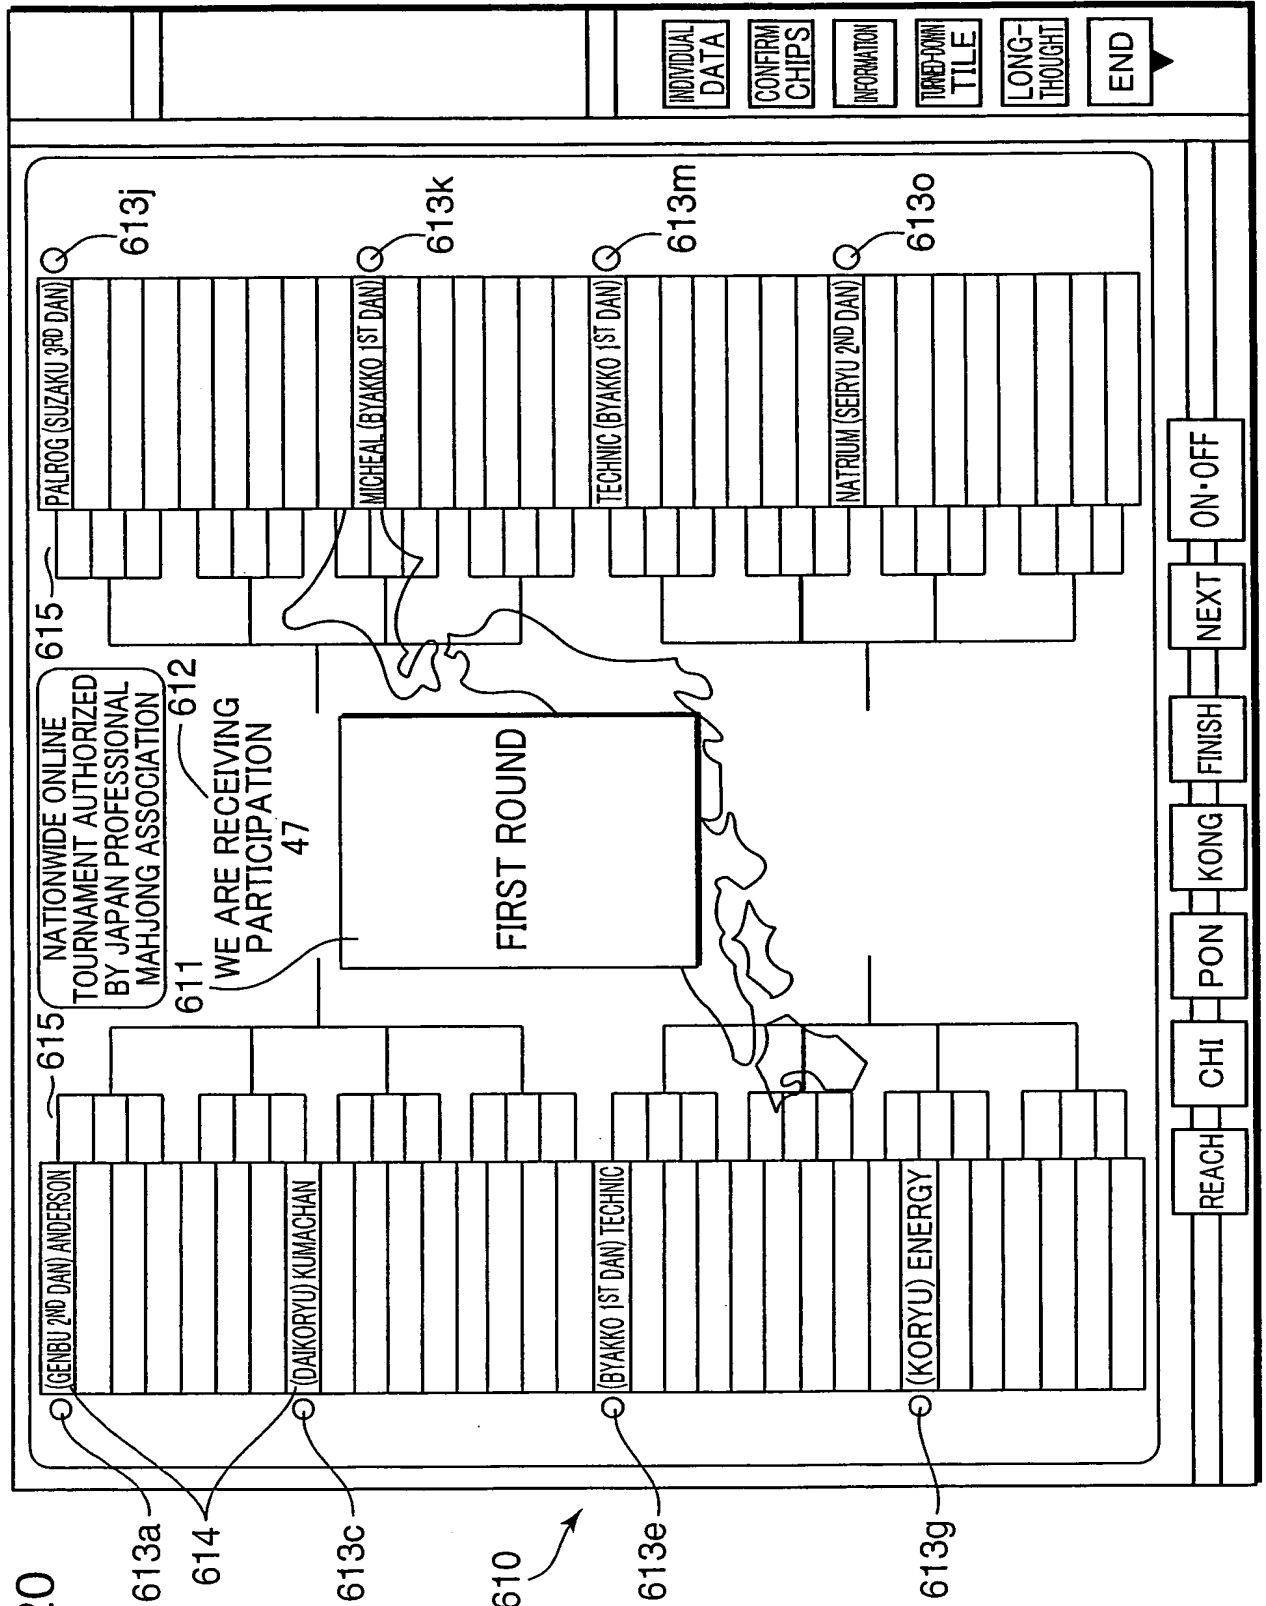 20
610
NATIONWIDE ONLINE
TOURNAMENT AUTHORIZED
BY JAPAN PROFESSIONAL
MAHJONG ASSOCIATION
615
615
611
612
WE ARE RECEIVING
PARTICIPATION
47
FIRST ROUND
613a
614
613c
613e
613g
(GENBU 2ND DAN) ANDERSON
(DAIKORYU) KUMACHAN
(BYAKKO 1ST DAN) TECHNIC
(KORYU) ENERGY
PALROG (SUZAKU 3RD DAN)
MICHEAL (BYAKKO 1ST DAN)
TECHNIC (BYAKKO 1ST DAN)
NATRIUM (SEIRYU 2ND DAN)
613j
613k
613m
613o
INDIVIDUAL
DATA
CONFIRM
CHIPS
INFORMATION
TURNED-DOWN
TILE
LONG-
THOUGHT
END
REACH
CHI
PON
KONG
FINISH
NEXT
ON·OFF